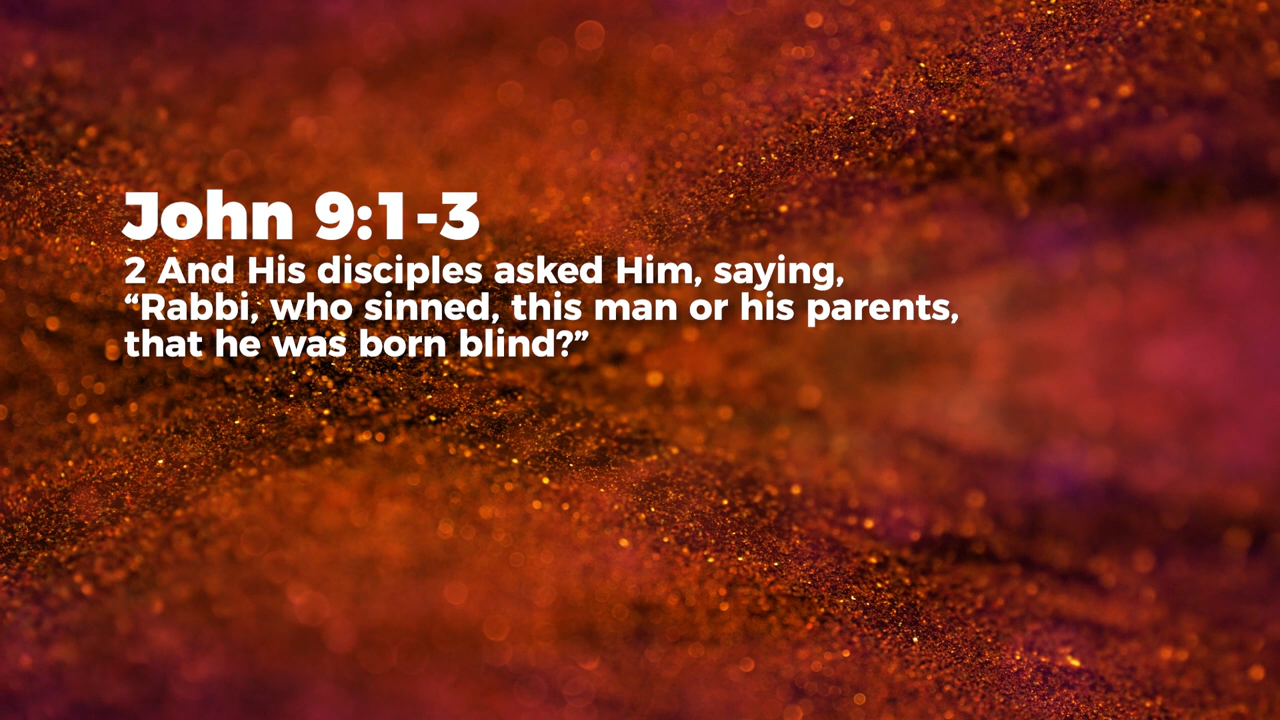 John 9:1-3
2 And His disciples asked Him, saying,
“Rabbi, who sinned, this man or his parents,
that he was born blind?”